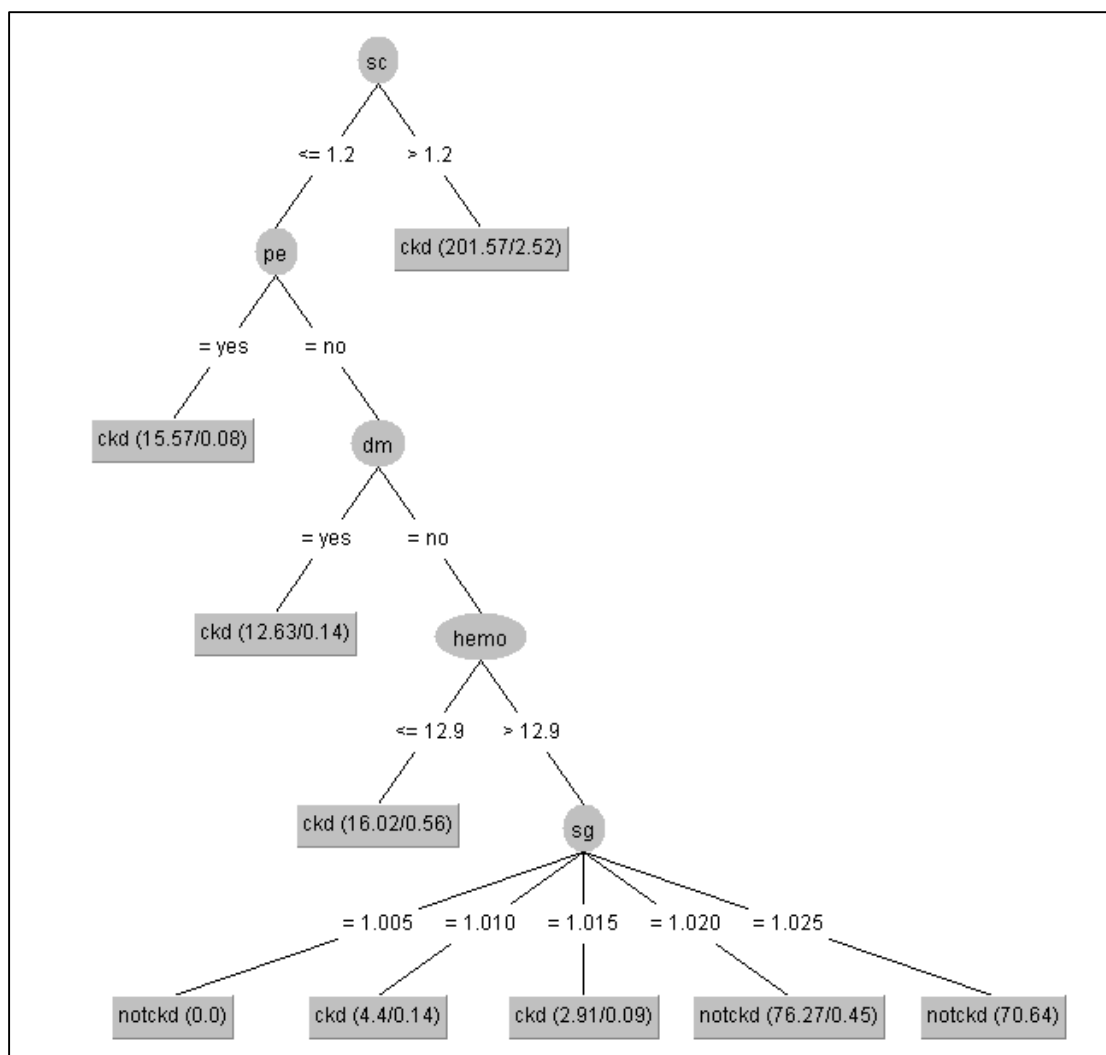 sc
<= 1.2 > 1.2
pe ckd (201.57/2.52)
= yes = no
ckd (15.57/0.08) dm
= yes = no
ckd (12.63/0.14) hemo
<= 12.9 > 12.9
ckd (16.02/0.56) sg
= 1.005 = 1.010 = 1.015 = 1.020 = 1.025
notckd (0.0) ckd (4.4/0.14) ckd (2.91/0.09) notckd (76.27/0.45) notckd (70.64)